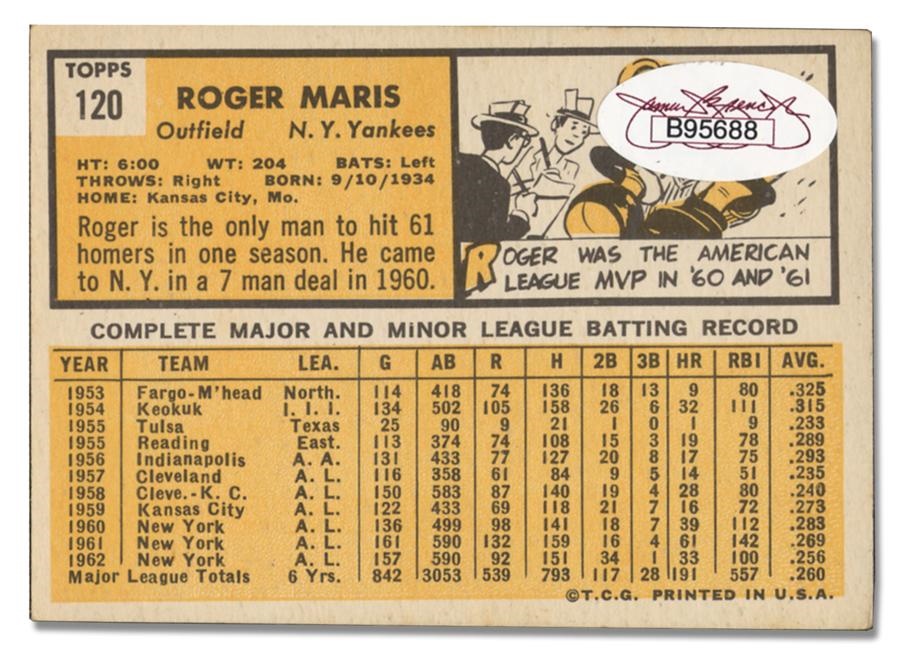 TOPPS
120
ROGER MARIS
Outfield N. Y. Yankees
HT: 6:00 WT: 204 BATS: Left
THROWS: Right BORN: 9/10/1934
HOME: Kansas City, Mo.
Roger is the only man to hit 61
homers in one season. He came
to N. Y. in a 7 man deal in 1960.
B95688
ROGER WAS THE AMERICAN
LEAGUE MVP IN '60 AND '61
COMPLETE MAJOR AND MiNOR LEAGUE BATTING RECORD
YEAR TEAM LEA. G AB R H 2B 3B HR RBI AVG.
1953 Fargo-M'head North. 114 418 74 136 18 13 9 80 .325
1954 Keokuk I. I. I. 134 502 105 158 26 6 32 111 .315
1955 Tulsa Texas 25 90 9 21 1 0 1 9 .233
1955 Reading East. 113 374 74 108 15 3 19 78 .289
1956 Indianapolis A. A. 131 433 77 127 20 8 17 75 .293
1957 Cleveland A. L. 116 358 61 84 9 5 14 51 .235
1958 Cleve.-K. C. A. L. 150 583 87 140 19 4 28 80 .240
1959 Kansas City A. L. 122 433 69 118 21 7 16 72 .273
1960 New York A. L. 136 499 98 141 18 7 39 112 .283
1961 New York A. L. 161 590 132 159 16 4 61 142 .269
1962 New York A. L. 157 590 92 151 34 1 33 100 .256
Major League Totals 6 Yrs. 842 3053 539 793 117 28 191 557 .260
©T.C.G. PRINTED IN U.S.A.